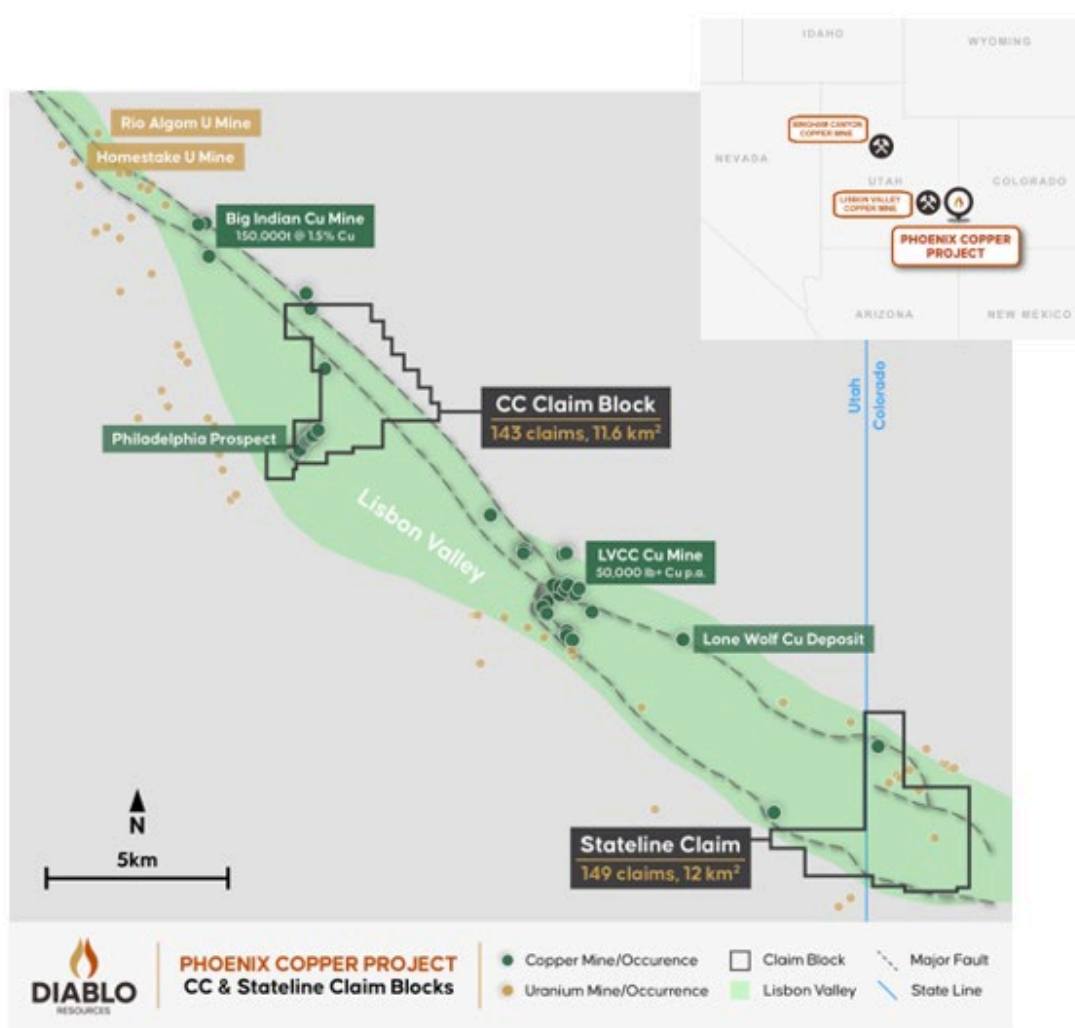 IDAHO
WYOMING
BINGHAM CANYON
COPPER MINE
NEVADA
UTAH
COLORADO
LISBON VALLEY
COPPER MINE
PHOENIX COPPER
PROJECT
ARIZONA
NEW MEXICO
Rio Algom U Mine
Homestake U Mine
Big Indian Cu Mine
150,000t @ 1.5% Cu
Utah
Colorado
CC Claim Block
143 claims, 11.6 km²
Philadelphia Prospect
Lisbon Valley
LVCC Cu Mine
50,000 lb+ Cu p.a.
Lone Wolf Cu Deposit
N
5km
Stateline Claim
149 claims, 12 km²
DIABLO
RESOURCES
PHOENIX COPPER PROJECT
CC & Stateline Claim Blocks
Copper Mine/Occurence
Claim Block
Major Fault
Uranium Mine/Occurrence
Lisbon Valley
State Line